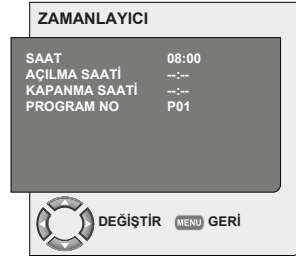 ZAMANLAYICI
SAAT 08:00
AÇILMA SAATİ --:--
KAPANMA SAATİ --:--
PROGRAM NO P01
DEĞİŞTİR MENU GERİ